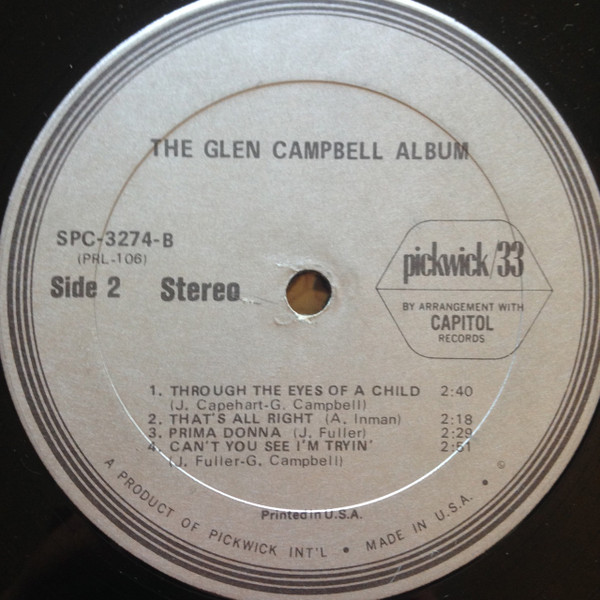 THE GLEN CAMPBELL ALBUM
SPC-3274-B
(PRL-106)
Side 2 Stereo
pickwick/33
BY ARRANGEMENT WITH
CAPITOL
RECORDS
1. THROUGH THE EYES OF A CHILD 2:40
(J. Capehart-G. Campbell)
2. THAT'S ALL RIGHT (A. Inman) 2:18
3. PRIMA DONNA (J. Fuller) 2:29
4. CAN'T YOU SEE I'M TRYIN' 2:51
(J. Fuller-G. Campbell)
Printed in U.S.A.
A PRODUCT OF PICKWICK INT'L • MADE IN U.S.A. • ©